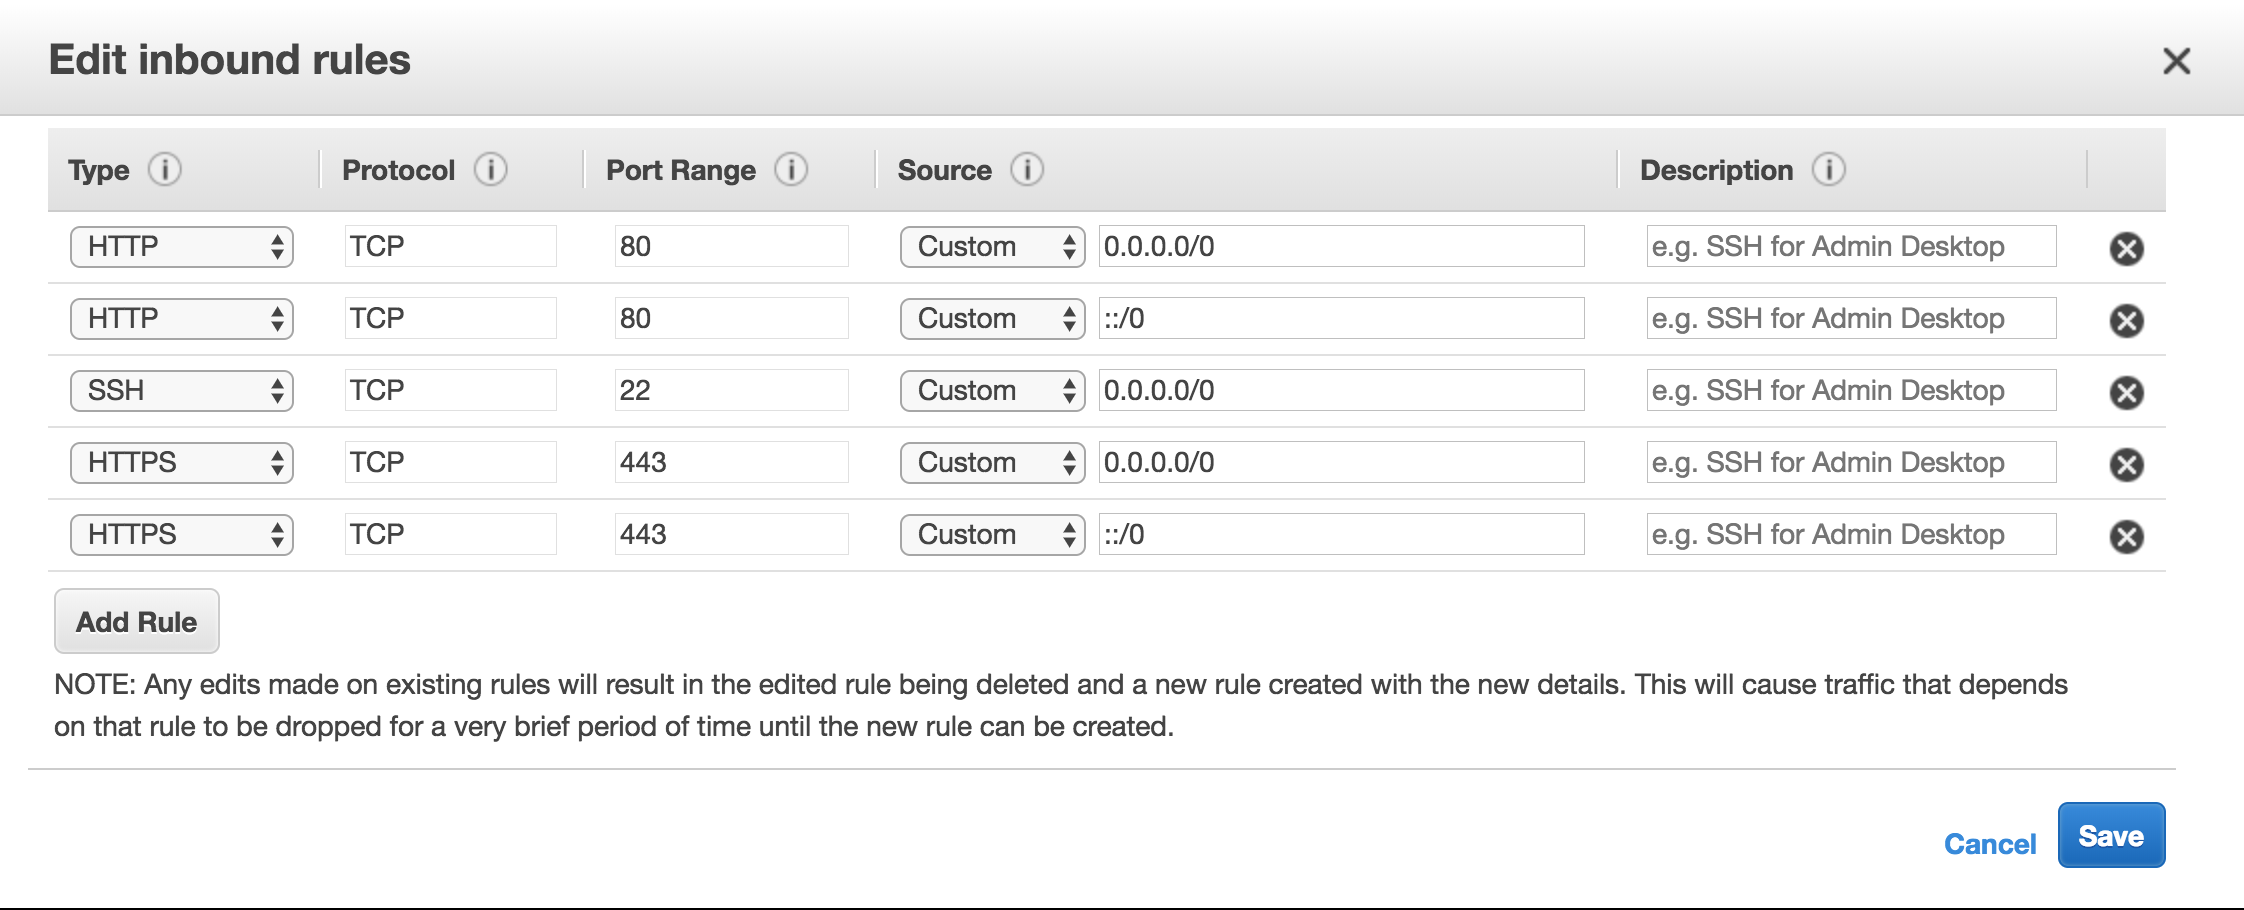 Edit inbound rules
Type Protocol Port Range Source Description
HTTP TCP 80 Custom 0.0.0.0/0 e.g. SSH for Admin Desktop
HTTP TCP 80 Custom ::/0 e.g. SSH for Admin Desktop
SSH TCP 22 Custom 0.0.0.0/0 e.g. SSH for Admin Desktop
HTTPS TCP 443 Custom 0.0.0.0/0 e.g. SSH for Admin Desktop
HTTPS TCP 443 Custom ::/0 e.g. SSH for Admin Desktop
Add Rule
NOTE: Any edits made on existing rules will result in the edited rule being deleted and a new rule created with the new details. This will cause traffic that depends
on that rule to be dropped for a very brief period of time until the new rule can be created.
Cancel Save